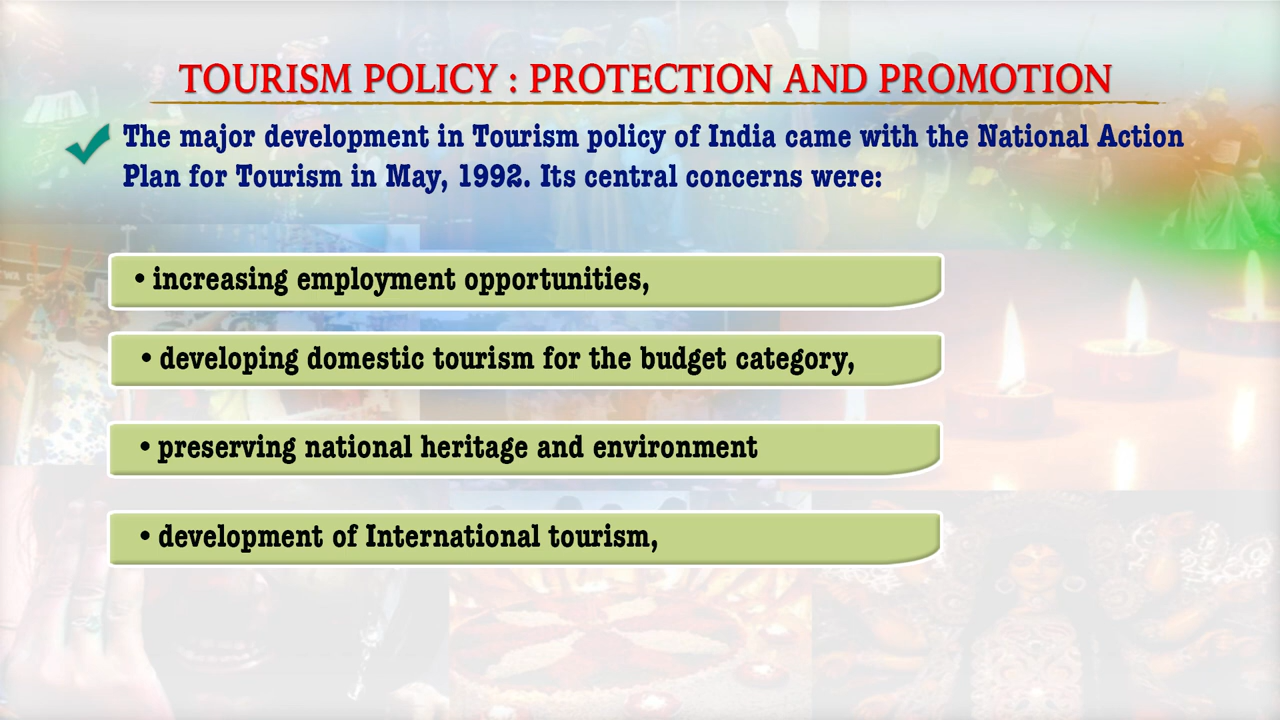 TOURISM POLICY : PROTECTION AND PROMOTION
The major development in Tourism policy of India came with the National Action
Plan for Tourism in May, 1992. Its central concerns were:
• increasing employment opportunities,
• developing domestic tourism for the budget category,
• preserving national heritage and environment
• development of International tourism,